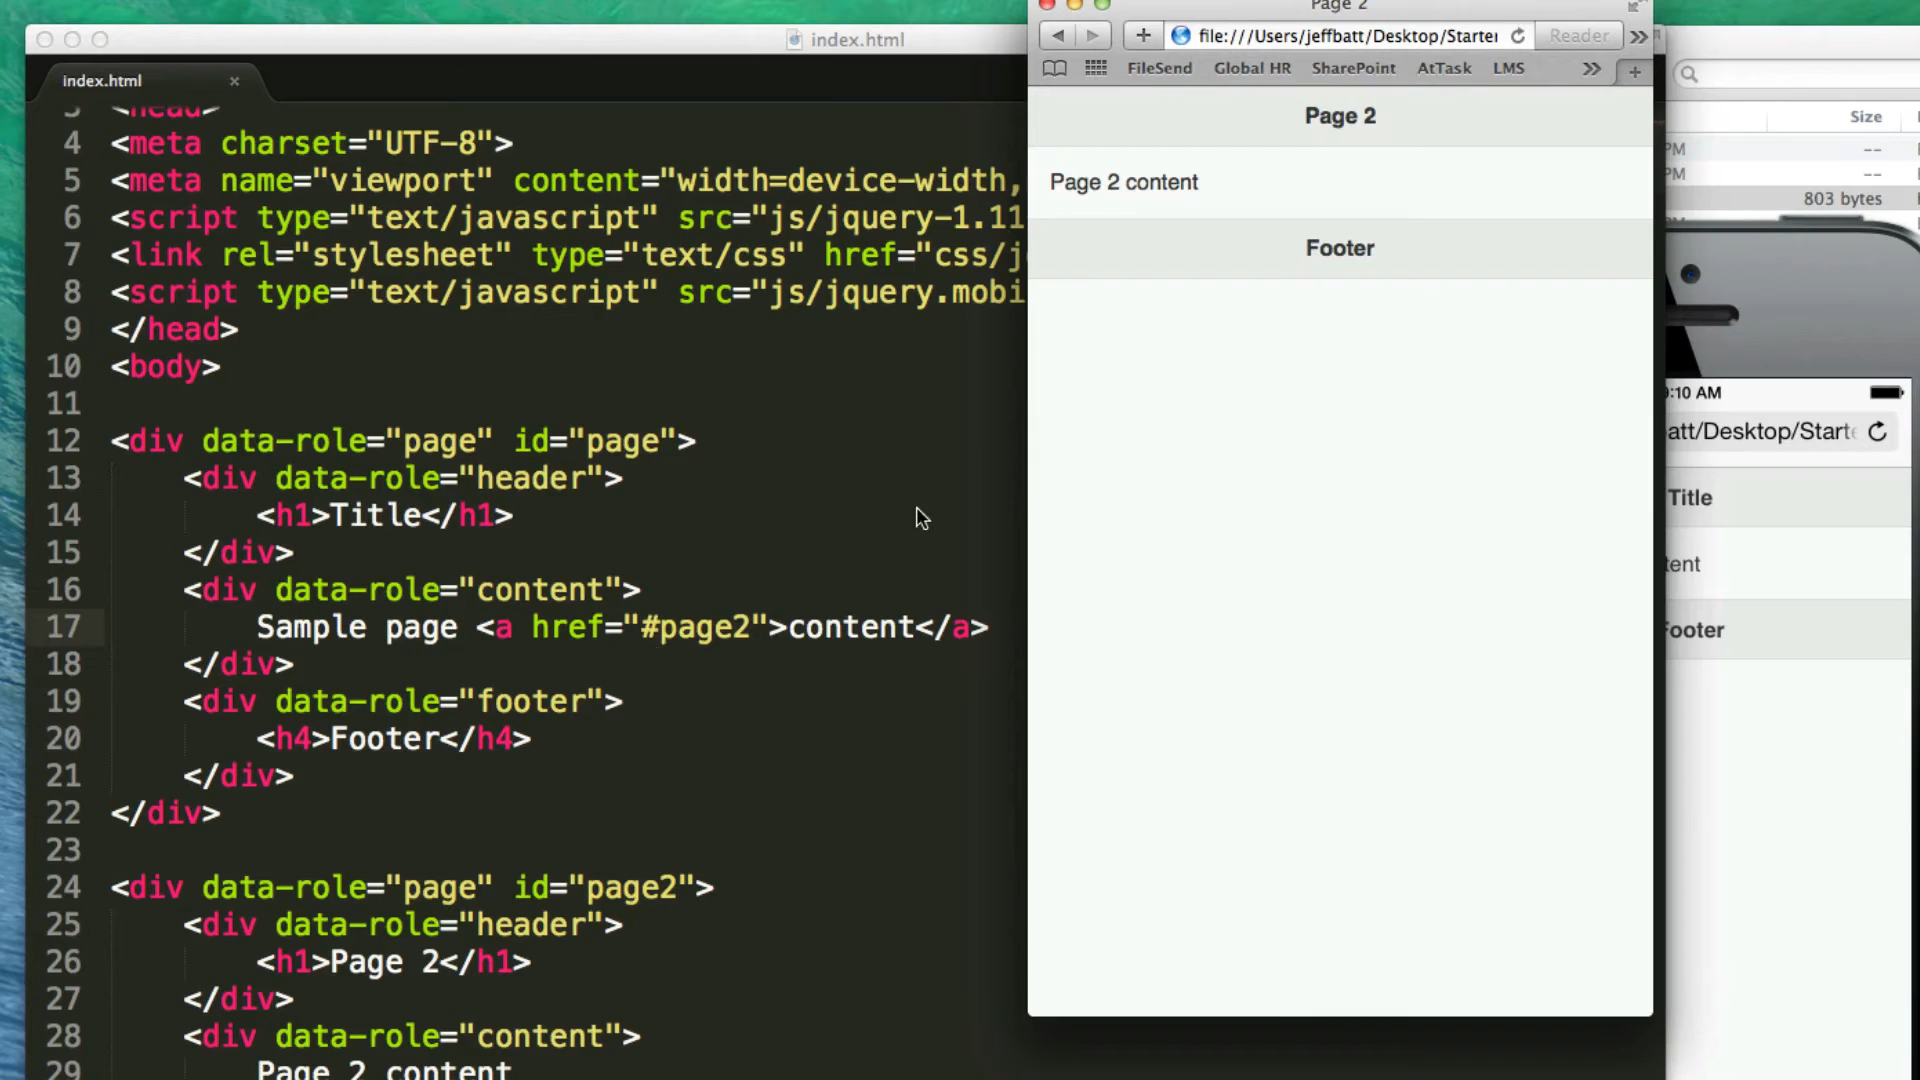 index.html
index.html
3 <head>
4 <meta charset="UTF-8">
5 <meta name="viewport" content="width=device-width,
6 <script type="text/javascript" src="js/jquery-1.11
7 <link rel="stylesheet" type="text/css" href="css/j
8 <script type="text/javascript" src="js/jquery.mobi
9 </head>
10 <body>
11
12 <div data-role="page" id="page">
13 <div data-role="header">
14 <h1>Title</h1>
15 </div>
16 <div data-role="content">
17 Sample page <a href="#page2">content</a>
18 </div>
19 <div data-role="footer">
20 <h4>Footer</h4>
21 </div>
22 </div>
23
24 <div data-role="page" id="page2">
25 <div data-role="header">
26 <h1>Page 2</h1>
27 </div>
28 <div data-role="content">
29 Page 2 content
Page 2
file:///Users/jeffbatt/Desktop/Starter
Reader
FileSend Global HR SharePoint AtTask LMS
Page 2
Page 2 content
Footer
Size
PM --
PM --
803 bytes
:10 AM
att/Desktop/Starte
Title
tent
Footer